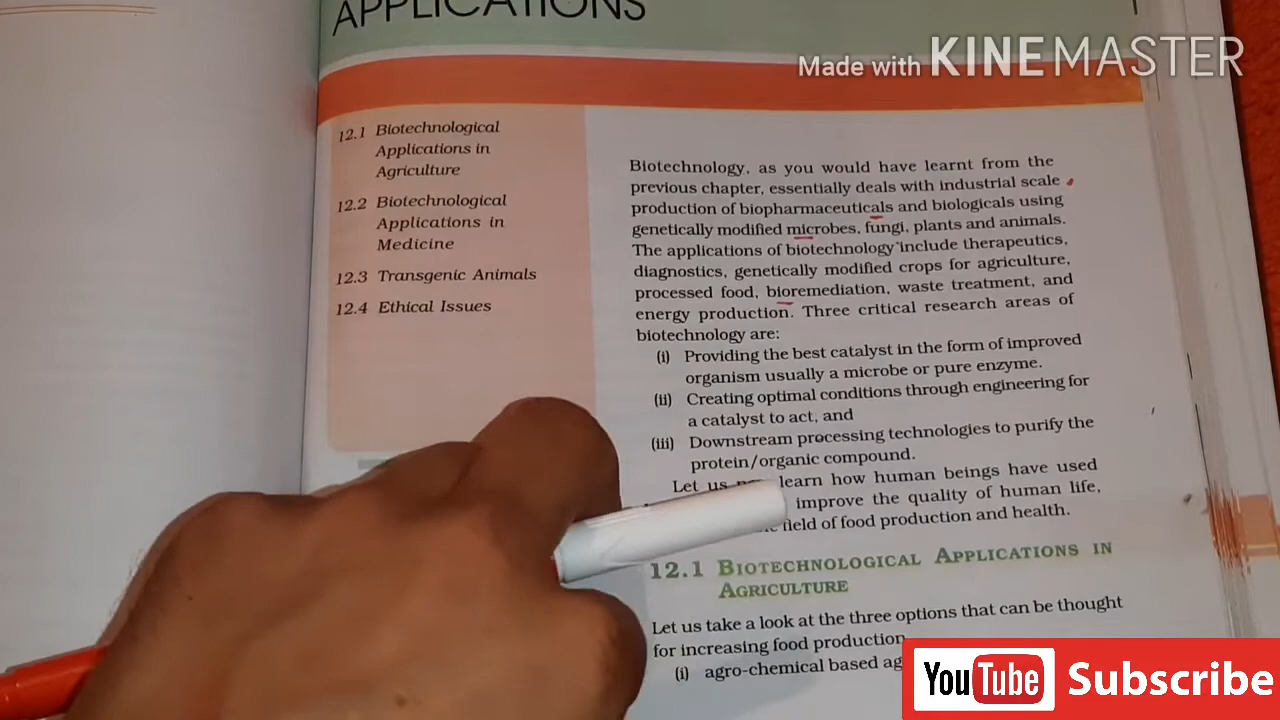 APPLICATIONS
Made with KINEMASTER
12.1 Biotechnological
Applications in
Agriculture
12.2 Biotechnological
Applications in
Medicine
12.3 Transgenic Animals
12.4 Ethical Issues
Biotechnology, as you would have learnt from the
previous chapter, essentially deals with industrial scale
production of biopharmaceuticals and biologicals using
genetically modified microbes, fungi, plants and animals.
The applications of biotechnology include therapeutics,
diagnostics, genetically modified crops for agriculture,
processed food, bioremediation, waste treatment, and
energy production. Three critical research areas of
biotechnology are:
(i) Providing the best catalyst in the form of improved
organism usually a microbe or pure enzyme.
(ii) Creating optimal conditions through engineering for
a catalyst to act, and
(iii) Downstream processing technologies to purify the
protein/organic compound.
Let us learn how human beings have used
improve the quality of human life,
field of food production and health.
12.1 BIOTECHNOLOGICAL APPLICATIONS IN
AGRICULTURE
Let us take a look at the three options that can be thought
for increasing food production
(i) agro-chemical based
YouTube Subscribe